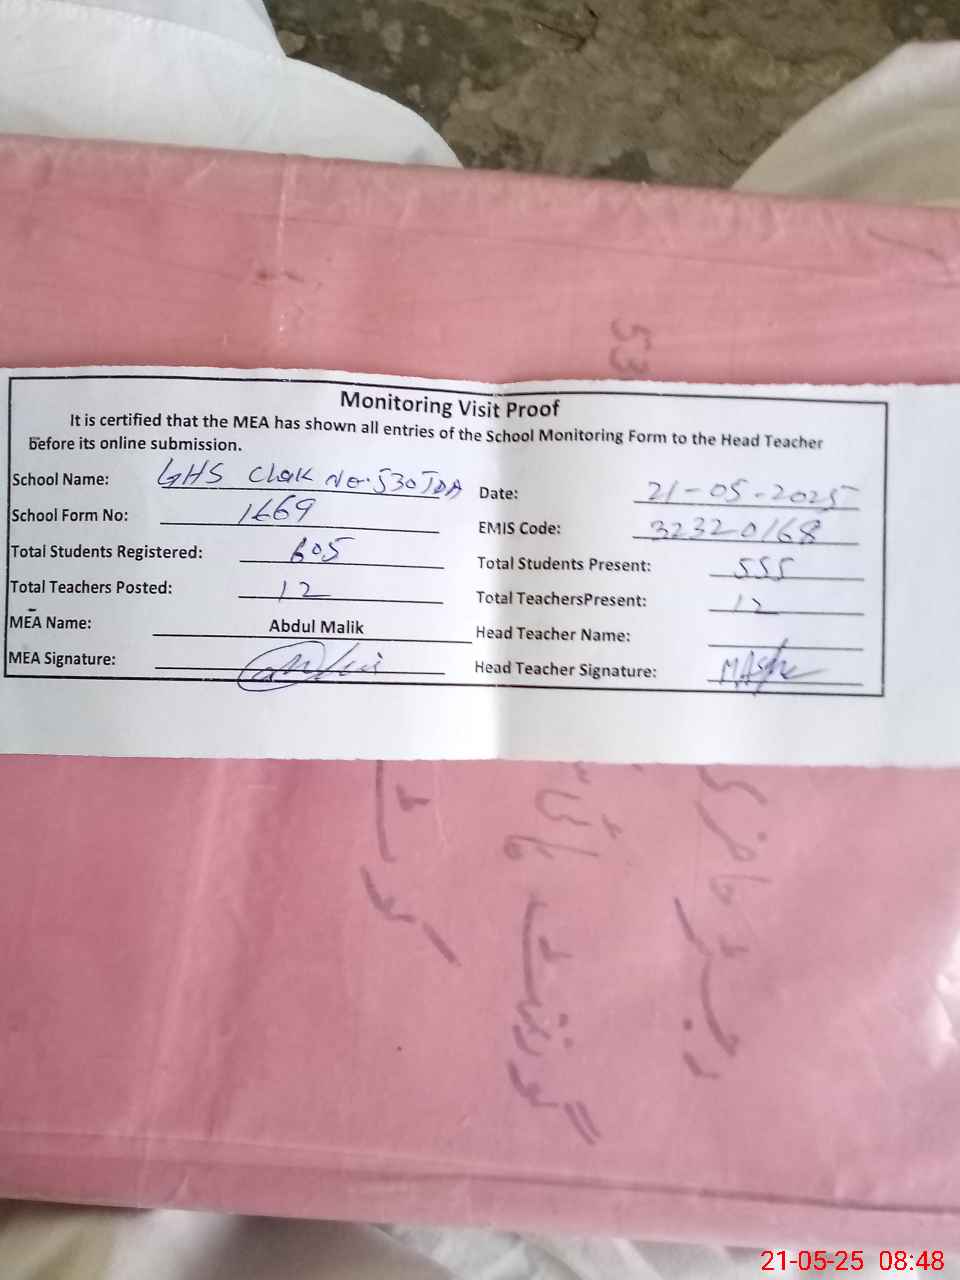 53
Monitoring Visit Proof
It is certified that the MEA has shown all entries of the School Monitoring Form to the Head Teacher
before its online submission.
School Name: GHS Chak No. 530 TDA Date: 21-05-2025
School Form No: 1669 EMIS Code: 32320168
Total Students Registered: 605 Total Students Present: 555
Total Teachers Posted: 12 Total TeachersPresent: 12
MEA Name: Abdul Malik Head Teacher Name:
MEA Signature: Head Teacher Signature:
رجسٹر حاضری
گورنمنٹ
21-05-25 08:48